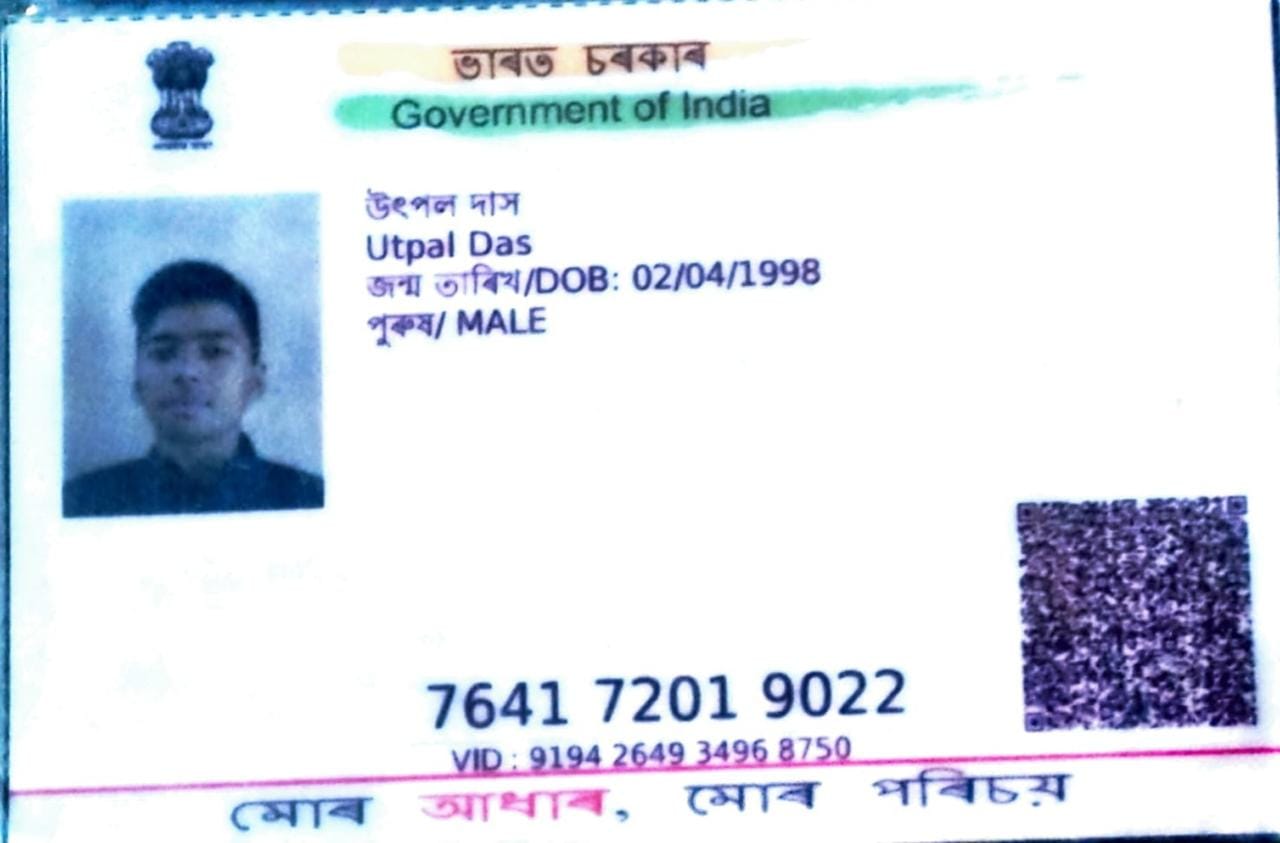 ভাৰত চৰকাৰ
Government of India
উৎপল দাস
Utpal Das
জন্ম তাৰিখ/DOB: 02/04/1998
পুৰুষ/ MALE
7641 7201 9022
VID : 9194 2649 3496 8750
মোৰ আধাৰ, মোৰ পৰিচয়